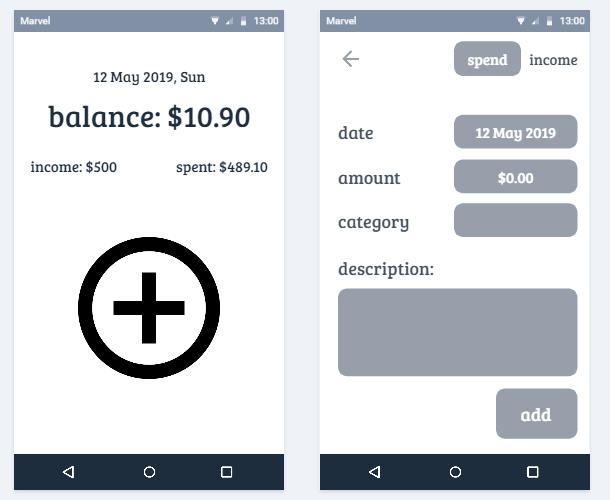 Marvel 13:00
12 May 2019, Sun
balance: $10.90
income: $500 spent: $489.10
Marvel 13:00
spend income
date 12 May 2019
amount $0.00
category
description:
add